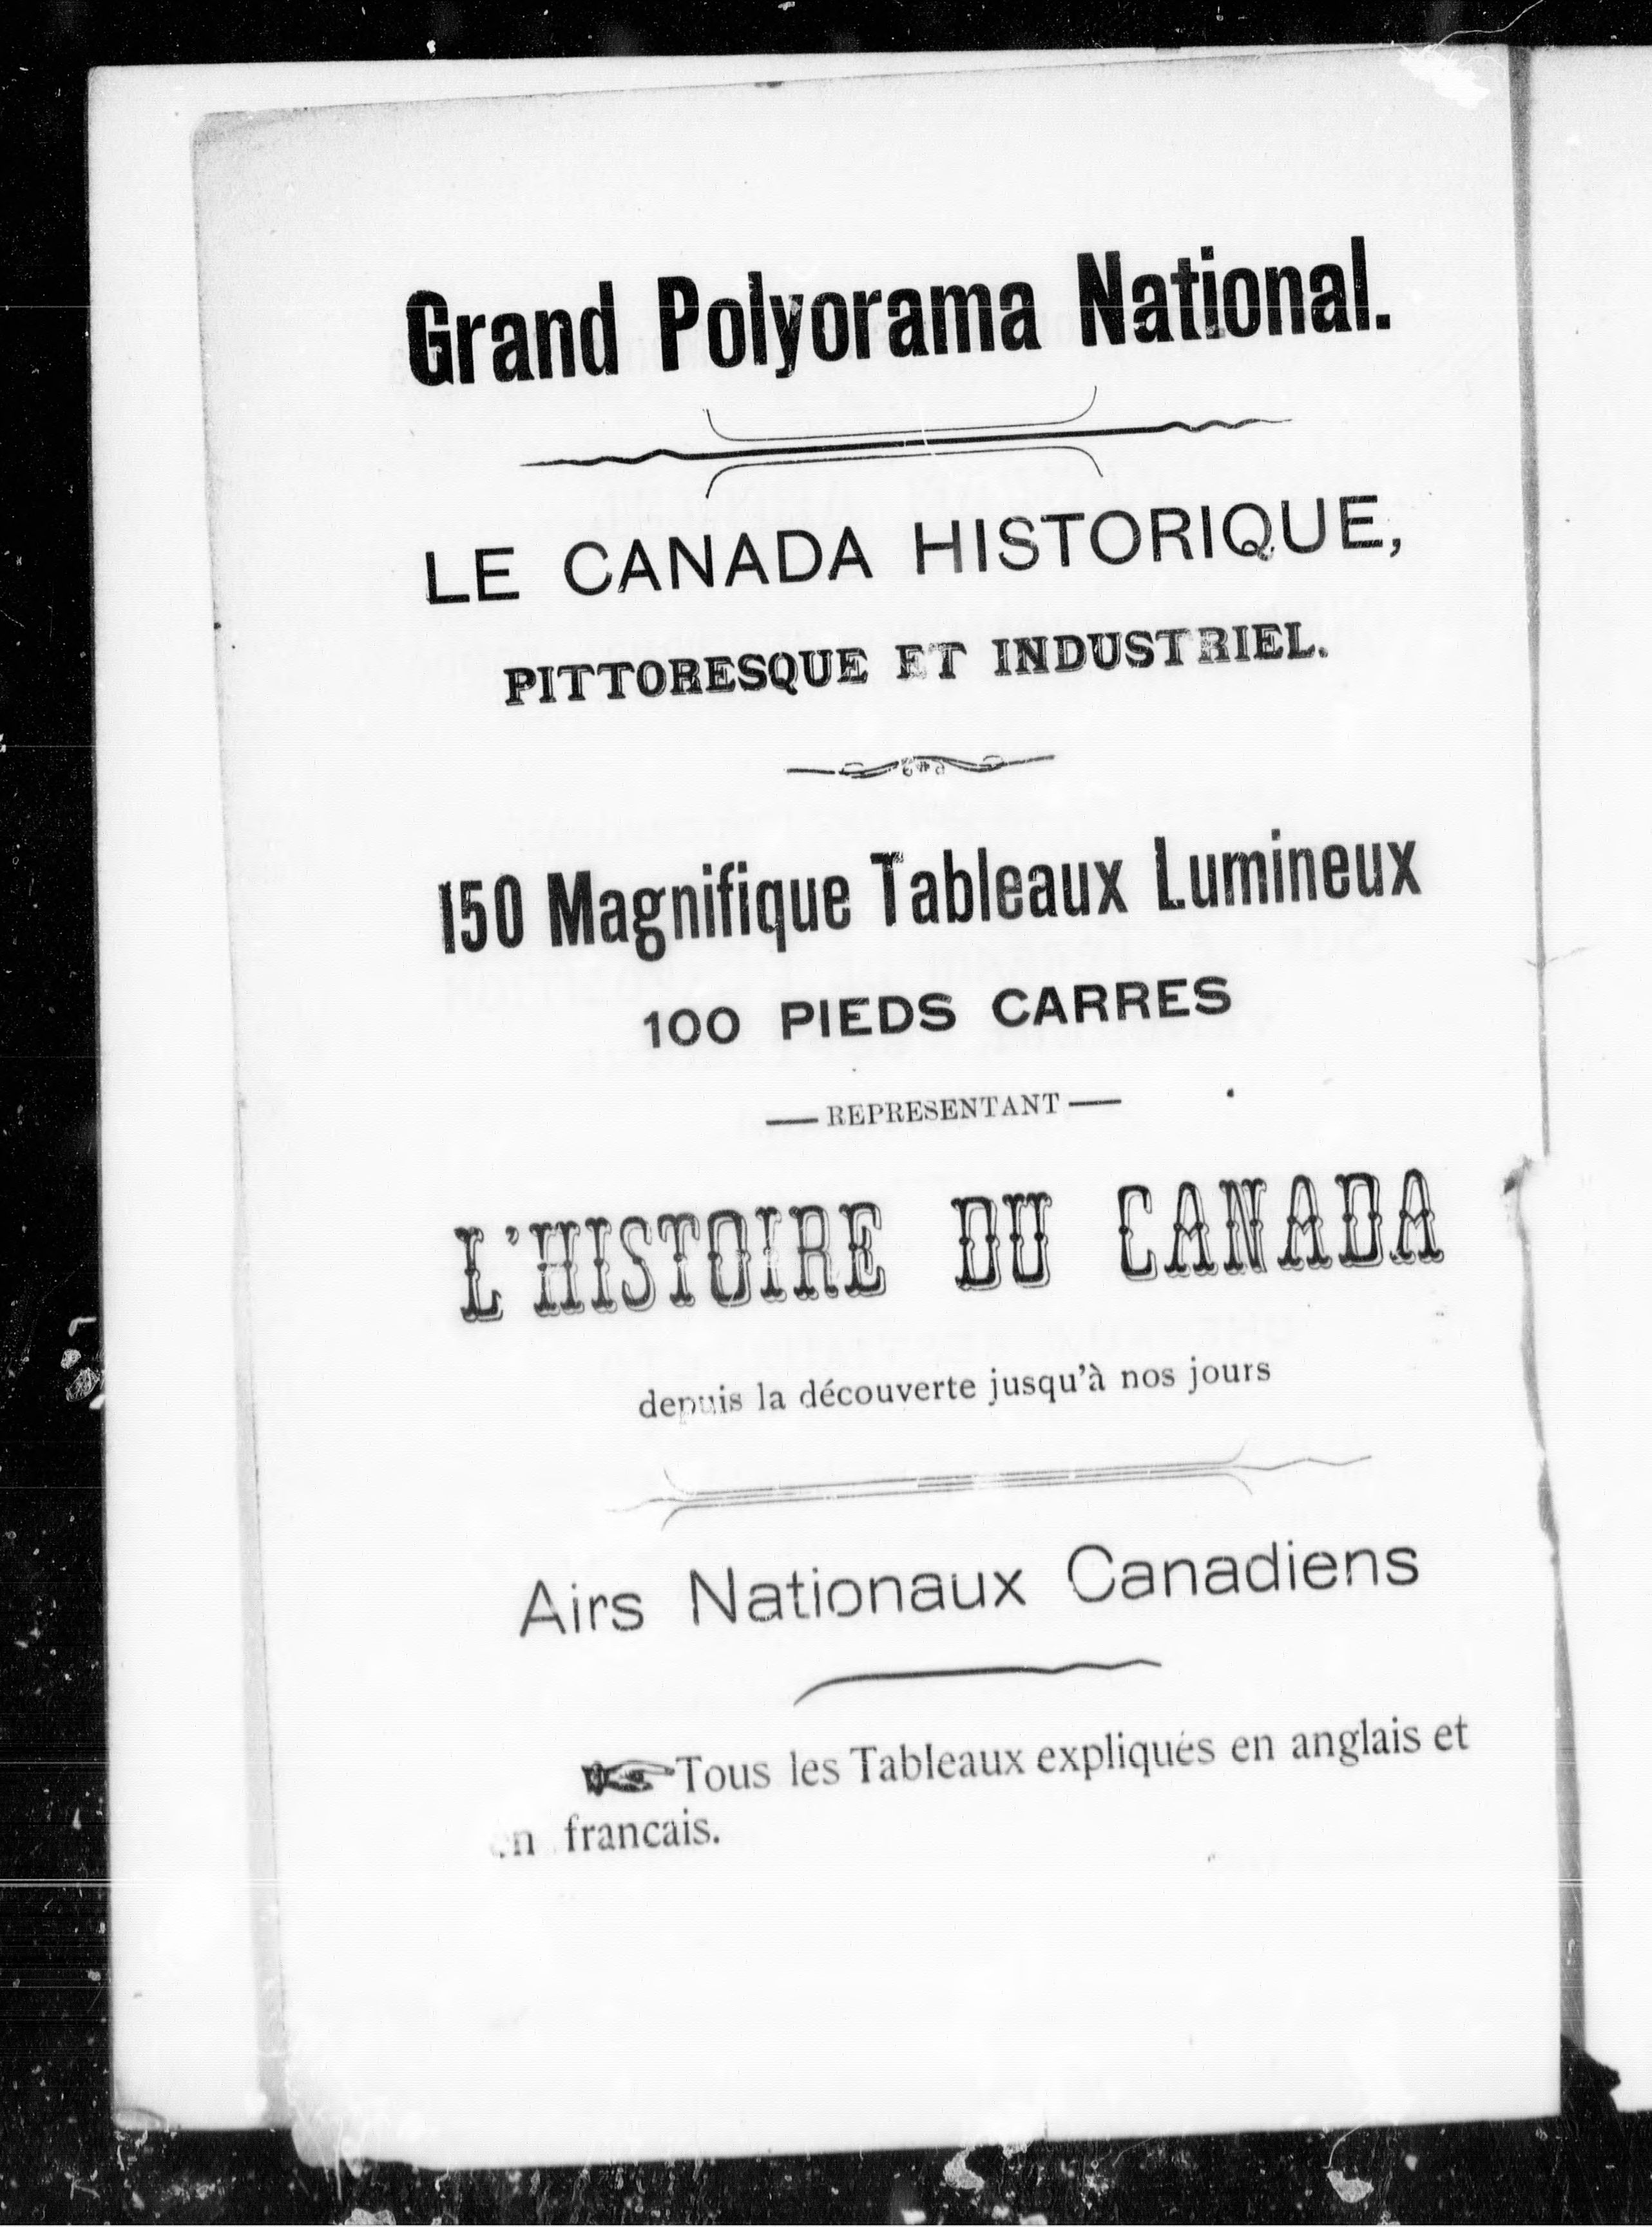 Grand Polyorama National.
LE CANADA HISTORIQUE,
PITTORESQUE ET INDUSTRIEL.
150 Magnifique Tableaux Lumineux
100 PIEDS CARRES
— REPRESENTANT —
L'HISTOIRE DU CANADA
depuis la découverte jusqu'à nos jours
Airs Nationaux Canadiens
☞ Tous les Tableaux expliqués en anglais et
en francais.